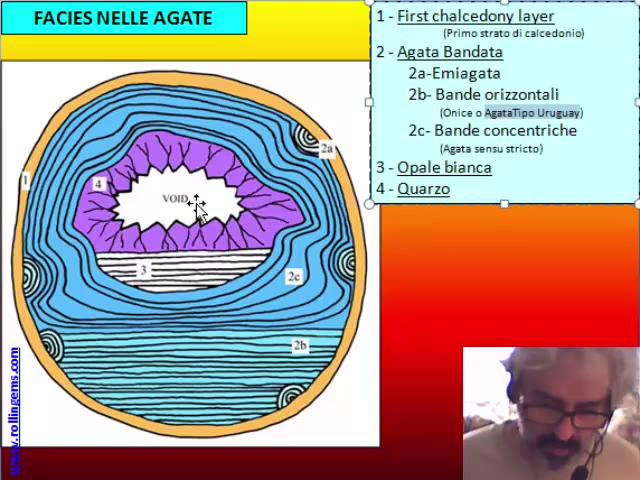 FACIES NELLE AGATE
1 - First chalcedony layer
(Primo strato di calcedonio)
2 - Agata Bandata
2a-Emiagata
2b- Bande orizzontali
(Onice o AgataTipo Uruguay)
2c- Bande concentriche
(Agata sensu stricto)
3 - Opale bianca
4 - Quarzo
2a
1
4
VOID
3
2c
2b
www.rollingems.com